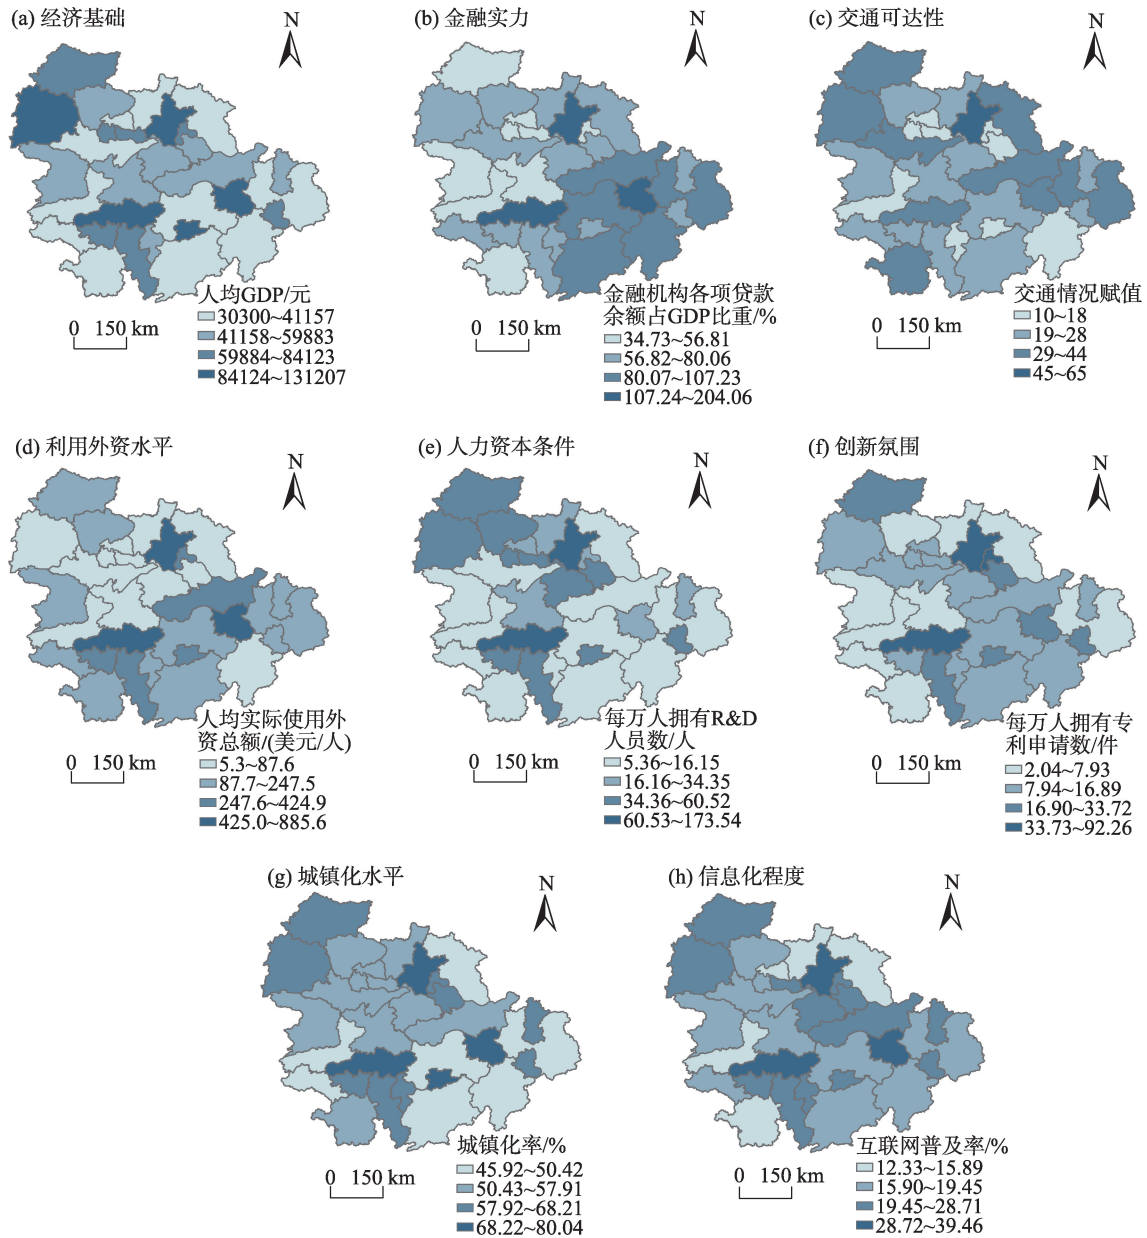 (a) 经济基础
N
人均GDP/元
30300~41157
41158~59883
59884~84123
84124~131207
0 150 km
(b) 金融实力
N
金融机构各项贷款
余额占GDP比重/%
34.73~56.81
56.82~80.06
80.07~107.23
107.24~204.06
0 150 km
(c) 交通可达性
N
交通情况赋值
10~18
19~28
29~44
45~65
0 150 km
(d) 利用外资水平
N
人均实际使用外
资总额/(美元/人)
5.3~87.6
87.7~247.5
247.6~424.9
425.0~885.6
0 150 km
(e) 人力资本条件
N
每万人拥有R&D
人员数/人
5.36~16.15
16.16~34.35
34.36~60.52
60.53~173.54
0 150 km
(f) 创新氛围
N
每万人拥有专
利申请数/件
2.04~7.93
7.94~16.89
16.90~33.72
33.73~92.26
0 150 km
(g) 城镇化水平
N
城镇化率/%
45.92~50.42
50.43~57.91
57.92~68.21
68.22~80.04
0 150 km
(h) 信息化程度
N
互联网普及率/%
12.33~15.89
15.90~19.45
19.45~28.71
28.72~39.46
0 150 km